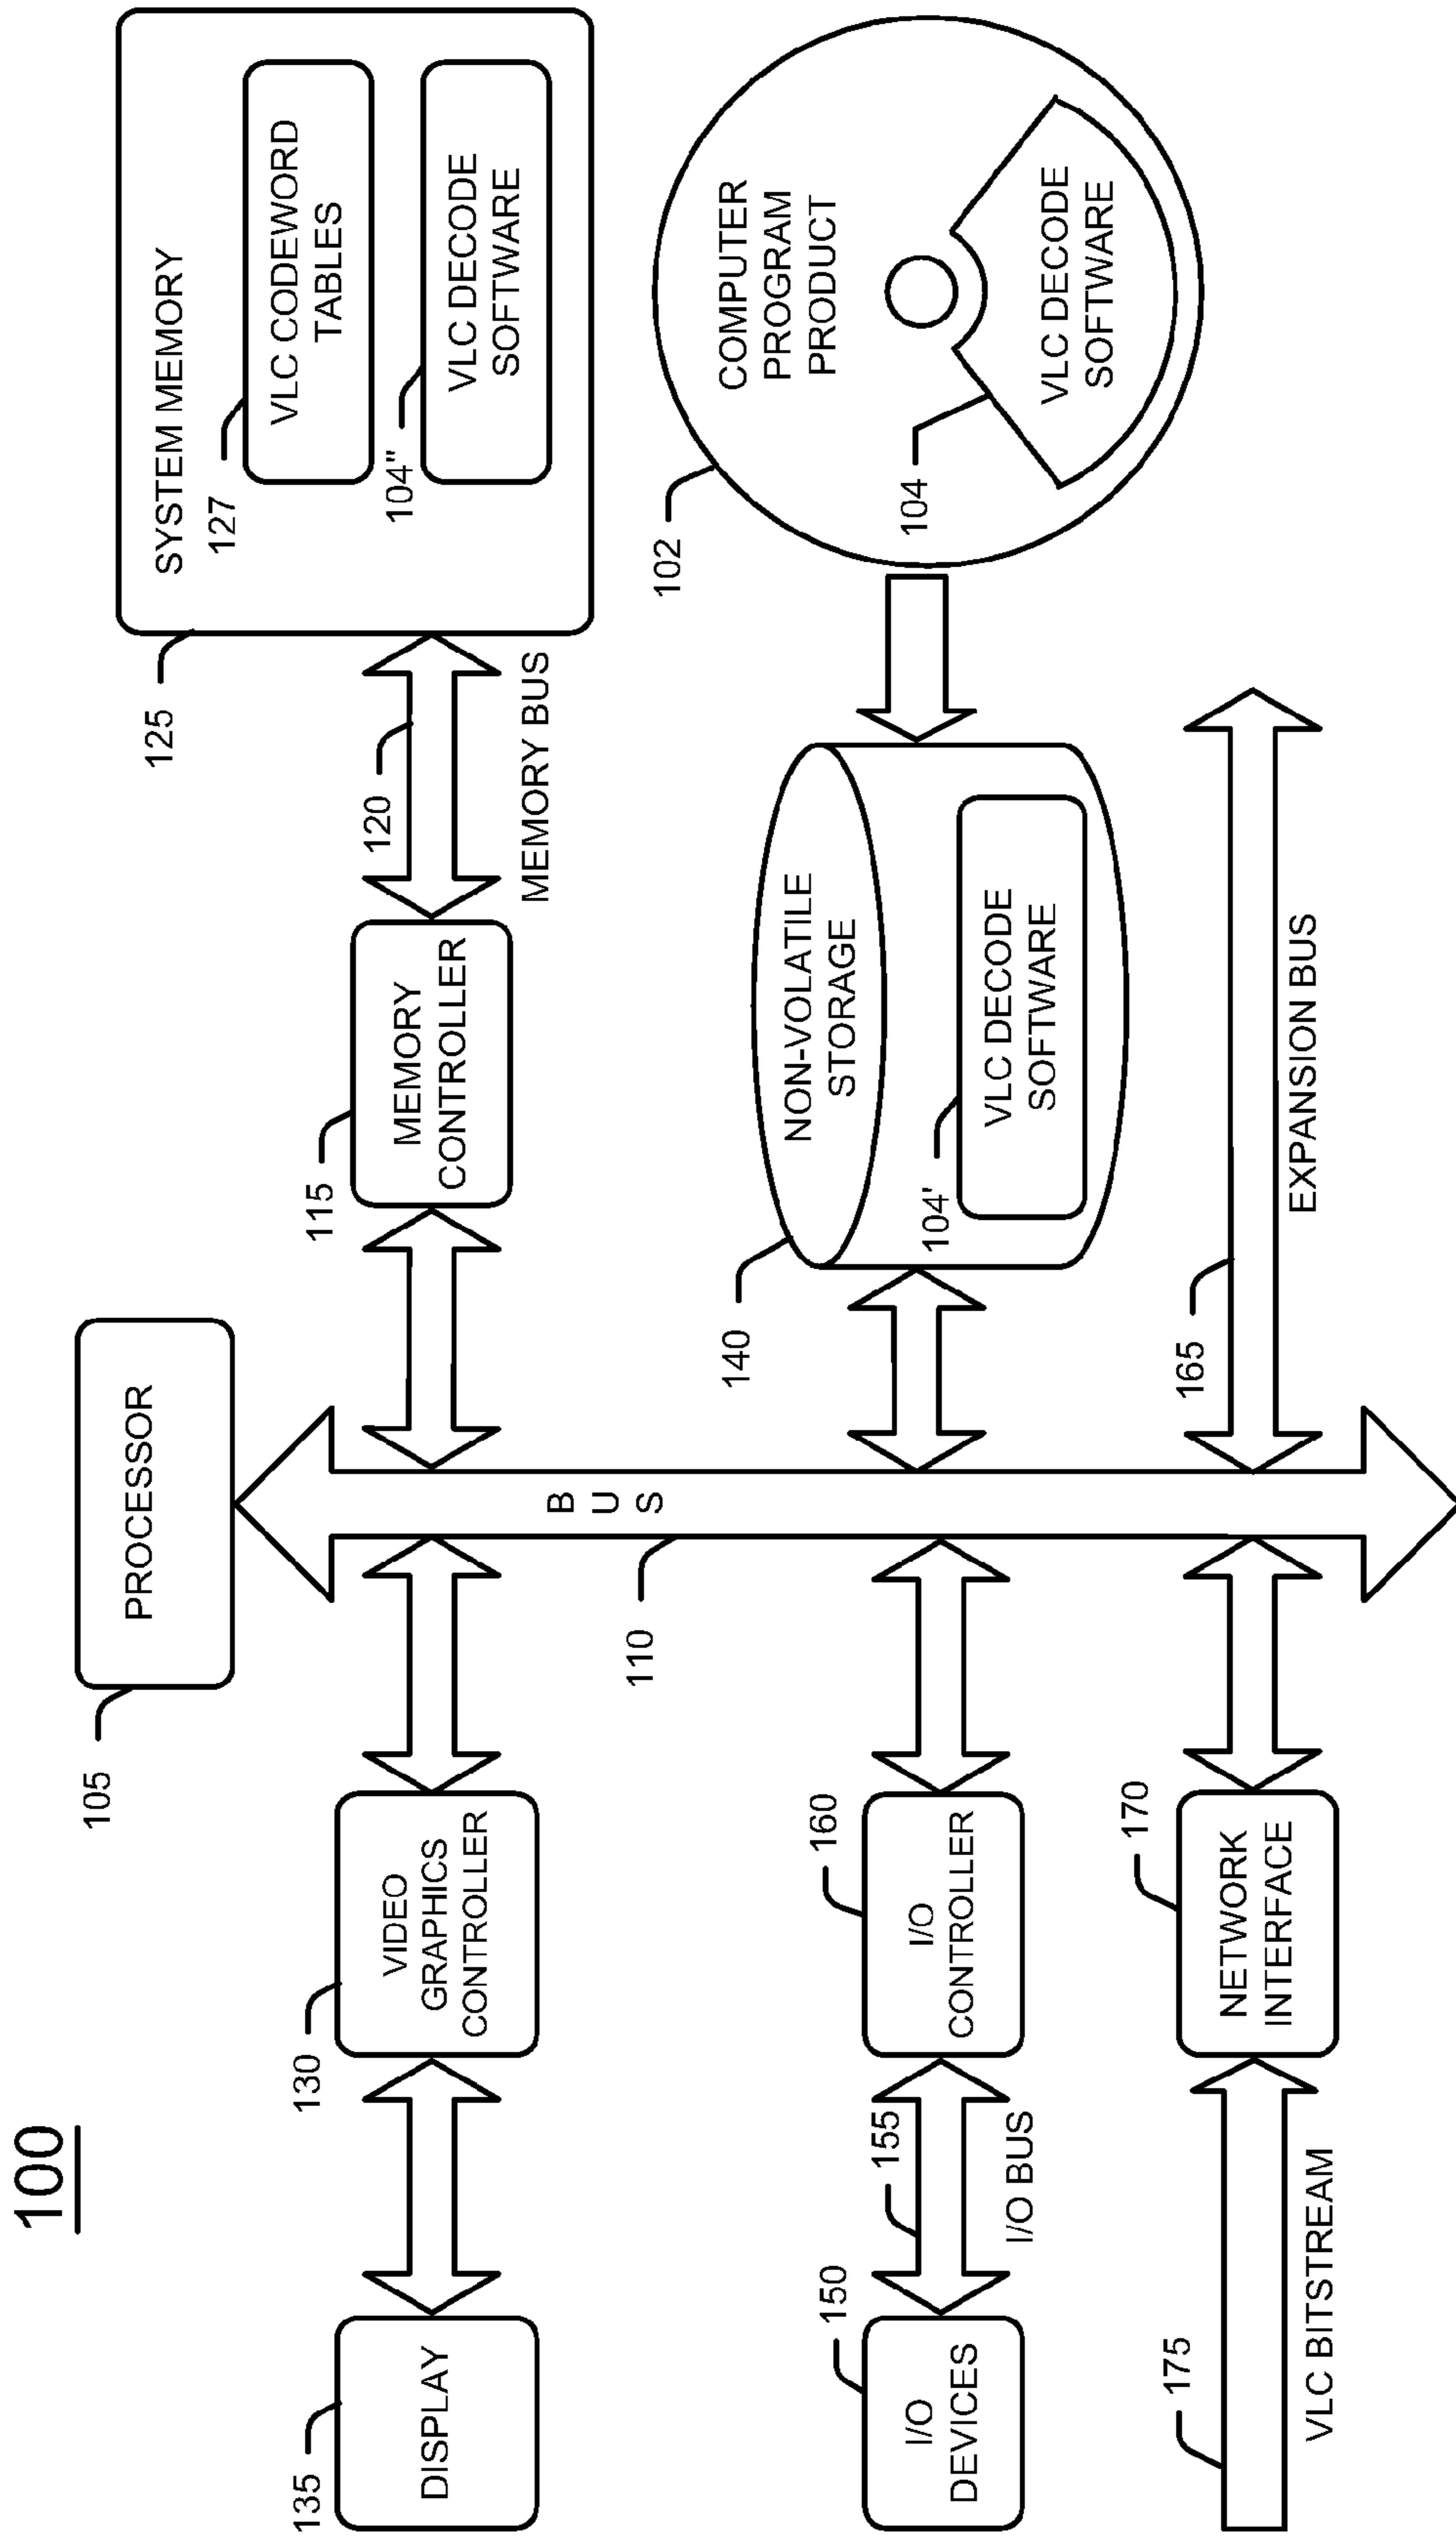 100
105
PROCESSOR
135
DISPLAY
130
VIDEO
GRAPHICS
CONTROLLER
115
MEMORY
CONTROLLER
120
MEMORY BUS
125
SYSTEM MEMORY
127
VLC CODEWORD
TABLES
104"
VLC DECODE
SOFTWARE
110
B
U
S
150
I/O
DEVICES
155
I/O BUS
160
I/O
CONTROLLER
140
NON-VOLATILE
STORAGE
104'
VLC DECODE
SOFTWARE
102
COMPUTER
PROGRAM
PRODUCT
104
VLC DECODE
SOFTWARE
175
VLC BITSTREAM
170
NETWORK
INTERFACE
165
EXPANSION BUS